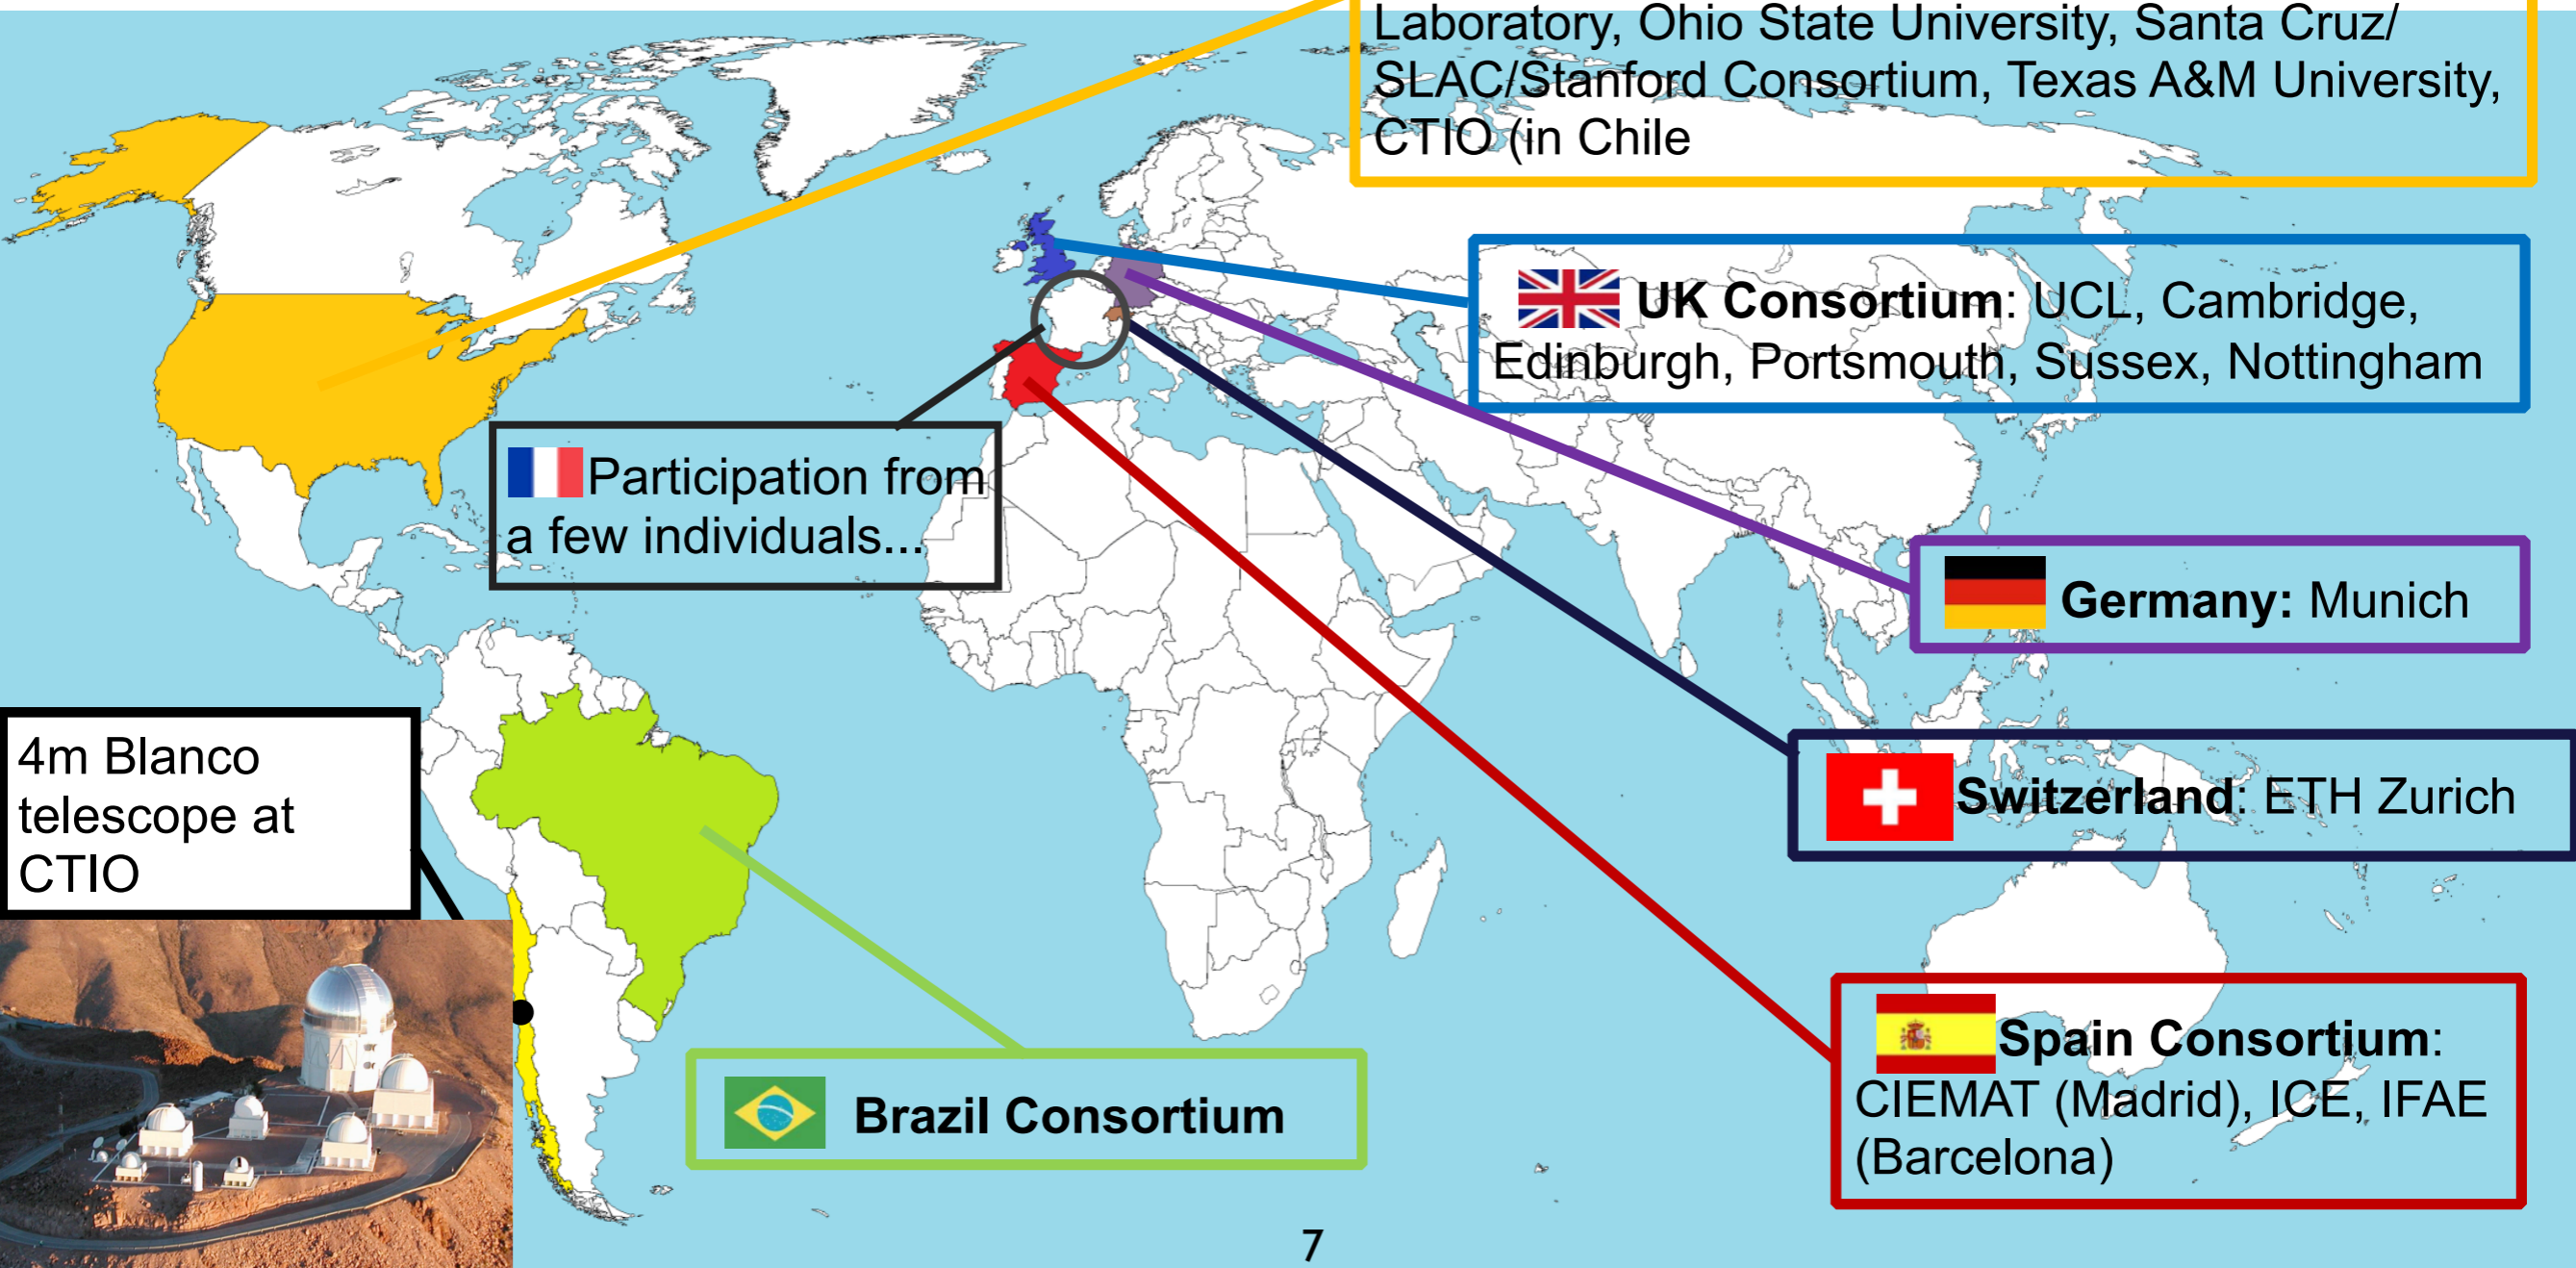 Laboratory, Ohio State University, Santa Cruz/
SLAC/Stanford Consortium, Texas A&M University,
CTIO (in Chile
UK Consortium: UCL, Cambridge,
Edinburgh, Portsmouth, Sussex, Nottingham
Participation from
a few individuals...
Germany: Munich
4m Blanco
telescope at
CTIO
Switzerland: ETH Zurich
Spain Consortium:
CIEMAT (Madrid), ICE, IFAE
(Barcelona)
Brazil Consortium
7